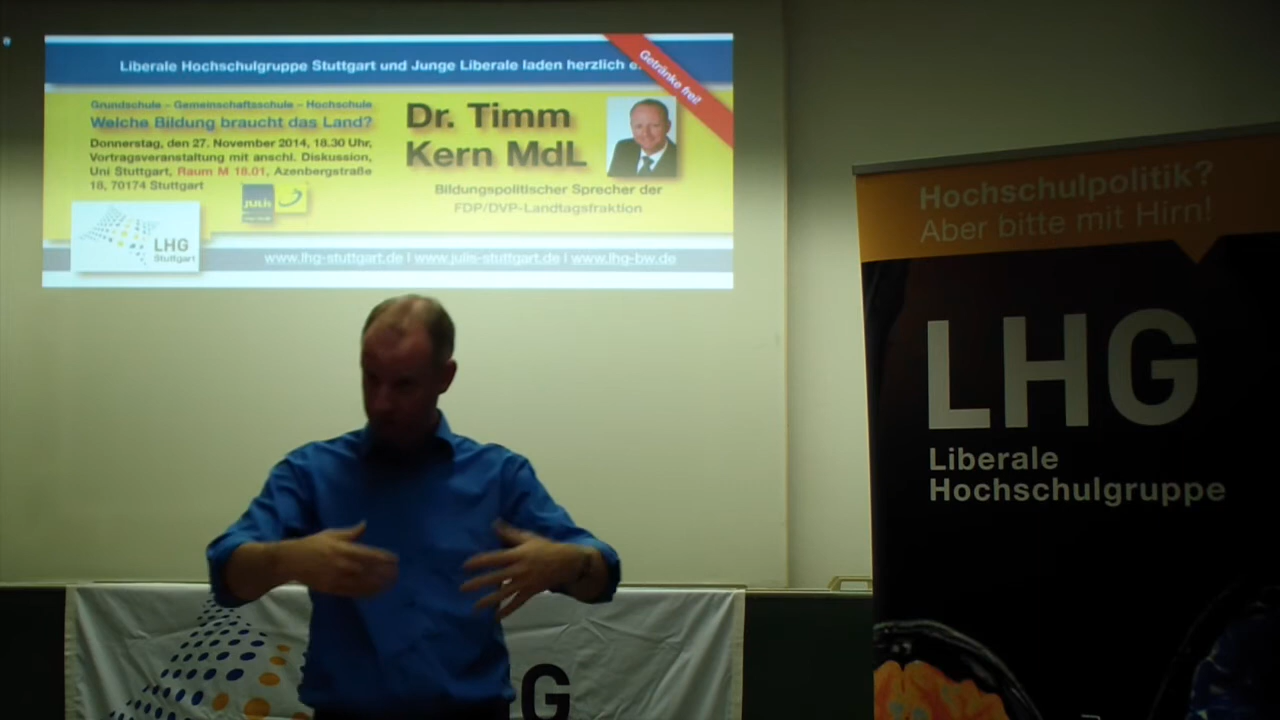 Liberale Hochschulgruppe Stuttgart und Junge Liberale laden herzlich
Getränke frei!
Grundschule – Gemeinschaftsschule – Hochschule
Welche Bildung braucht das Land?
Donnerstag, den 27. November 2014, 18.30 Uhr,
Vortragsveranstaltung mit anschl. Diskussion,
Uni Stuttgart, Raum M 18.01, Azenbergstraße
18, 70174 Stuttgart
Dr. Timm
Kern MdL
Bildungspolitischer Sprecher der
FDP/DVP-Landtagsfraktion
JULIS
LHG
Stuttgart
www.lhg-stuttgart.de I www.julis-stuttgart.de I www.lhg-bw.de
Hochschulpolitik?
Aber bitte mit Hirn!
LHG
Liberale
Hochschulgruppe
G